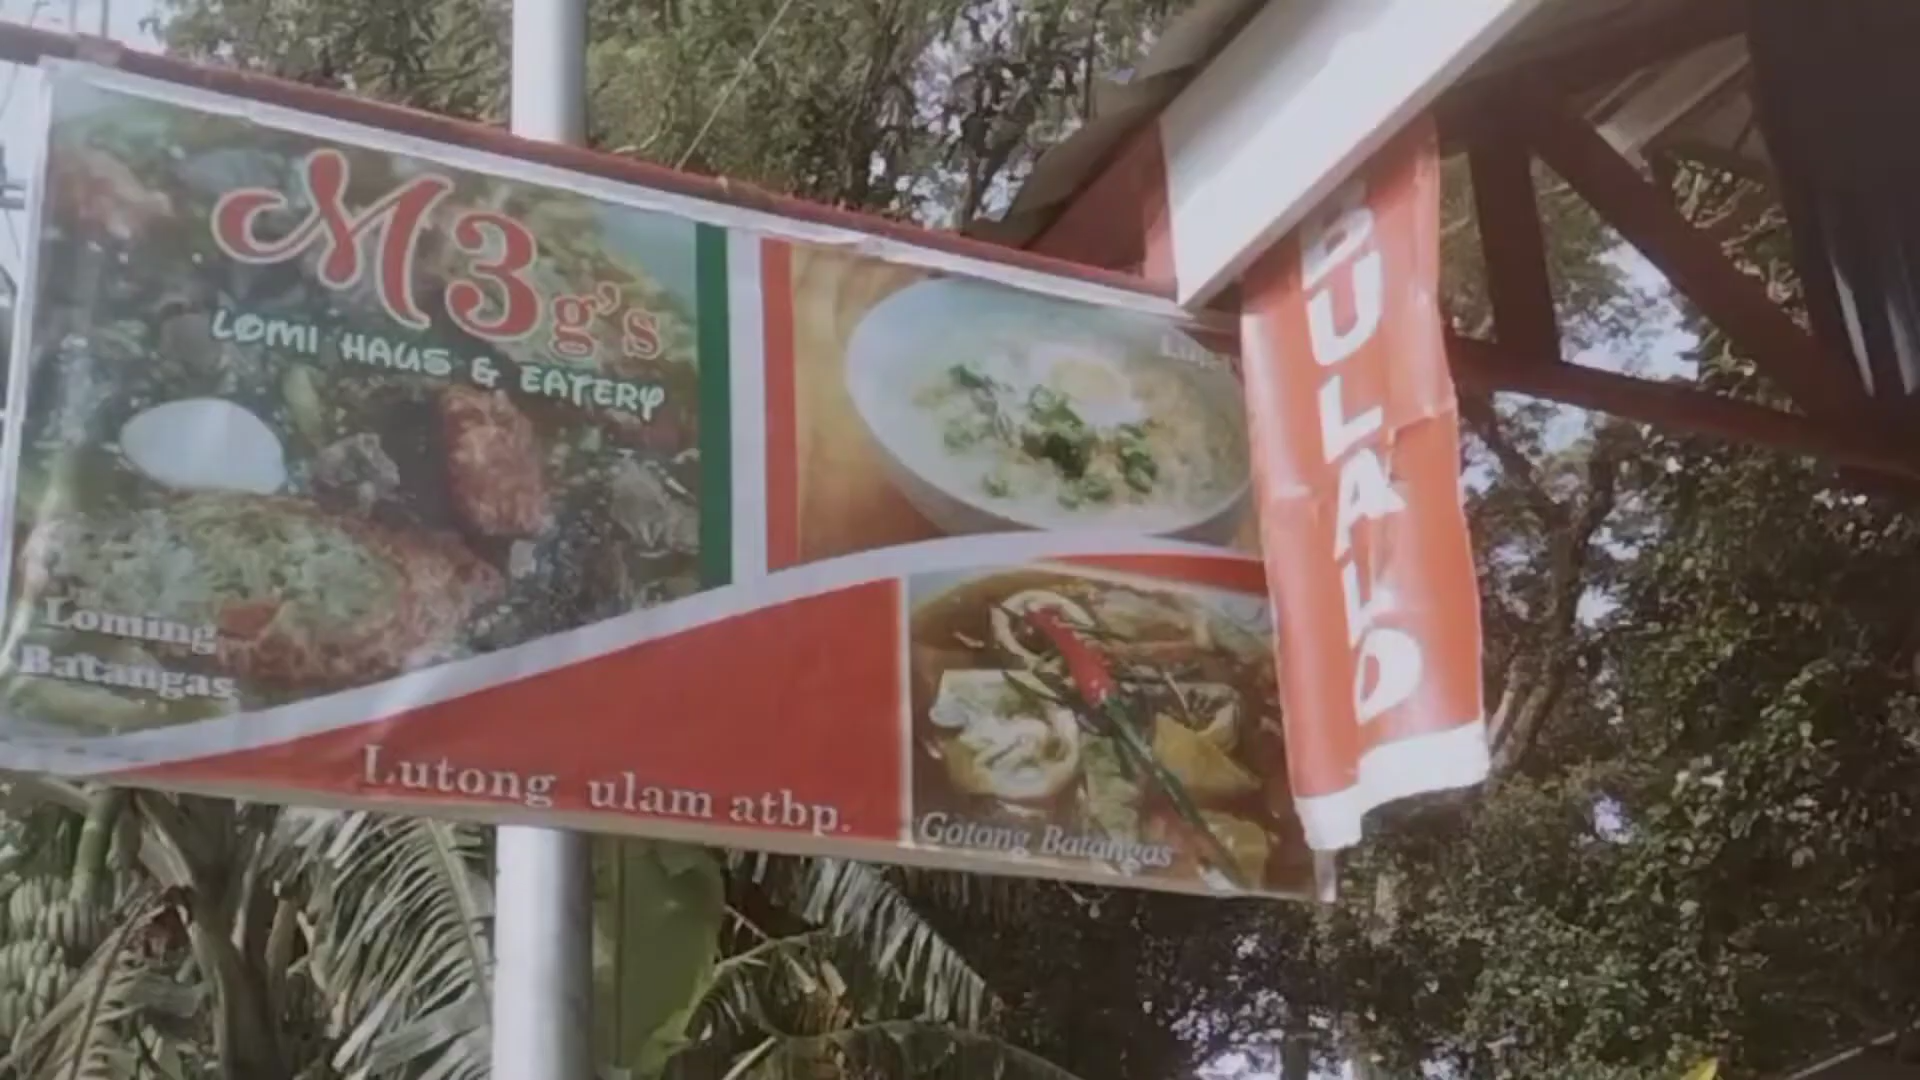 M3g's
LOMI HAUS & EATERY
Loming
Batangas
Lutong ulam atbp.
Gotong Batangas
BULALO